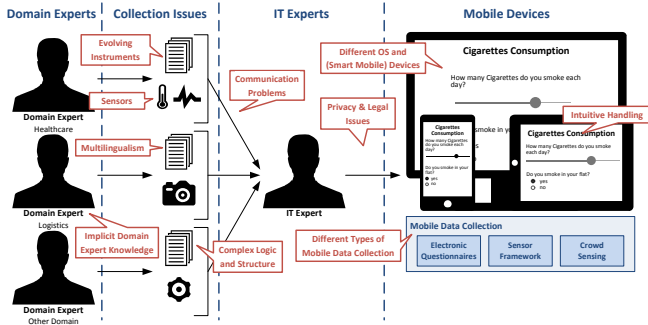 Domain Experts
Collection Issues
IT Experts
Mobile Devices
Evolving
Instruments
Sensors
Domain Expert
Healthcare
Multilingualism
Domain Expert
Logistics
Implicit Domain
Expert Knowledge
Complex Logic
and Structure
Domain Expert
Other Domain
Communication
Problems
Privacy & Legal
Issues
IT Expert
Different OS and
(Smart Mobile) Devices
Different Types of
Mobile Data Collection
Cigarettes Consumption
How many Cigarettes do you smoke each
day?
smoke in y
Intuitive Handling
Cigarettes
Consumption
How many Cigarettes
do you smoke each
day?
Do you smoke in your
flat?
yes
no
Cigarettes Consumption
How many Cigarettes do you smoke
each day?
Do you smoke in your flat?
yes
no
Mobile Data Collection
Electronic
Questionnaires
Sensor
Framework
Crowd
Sensing